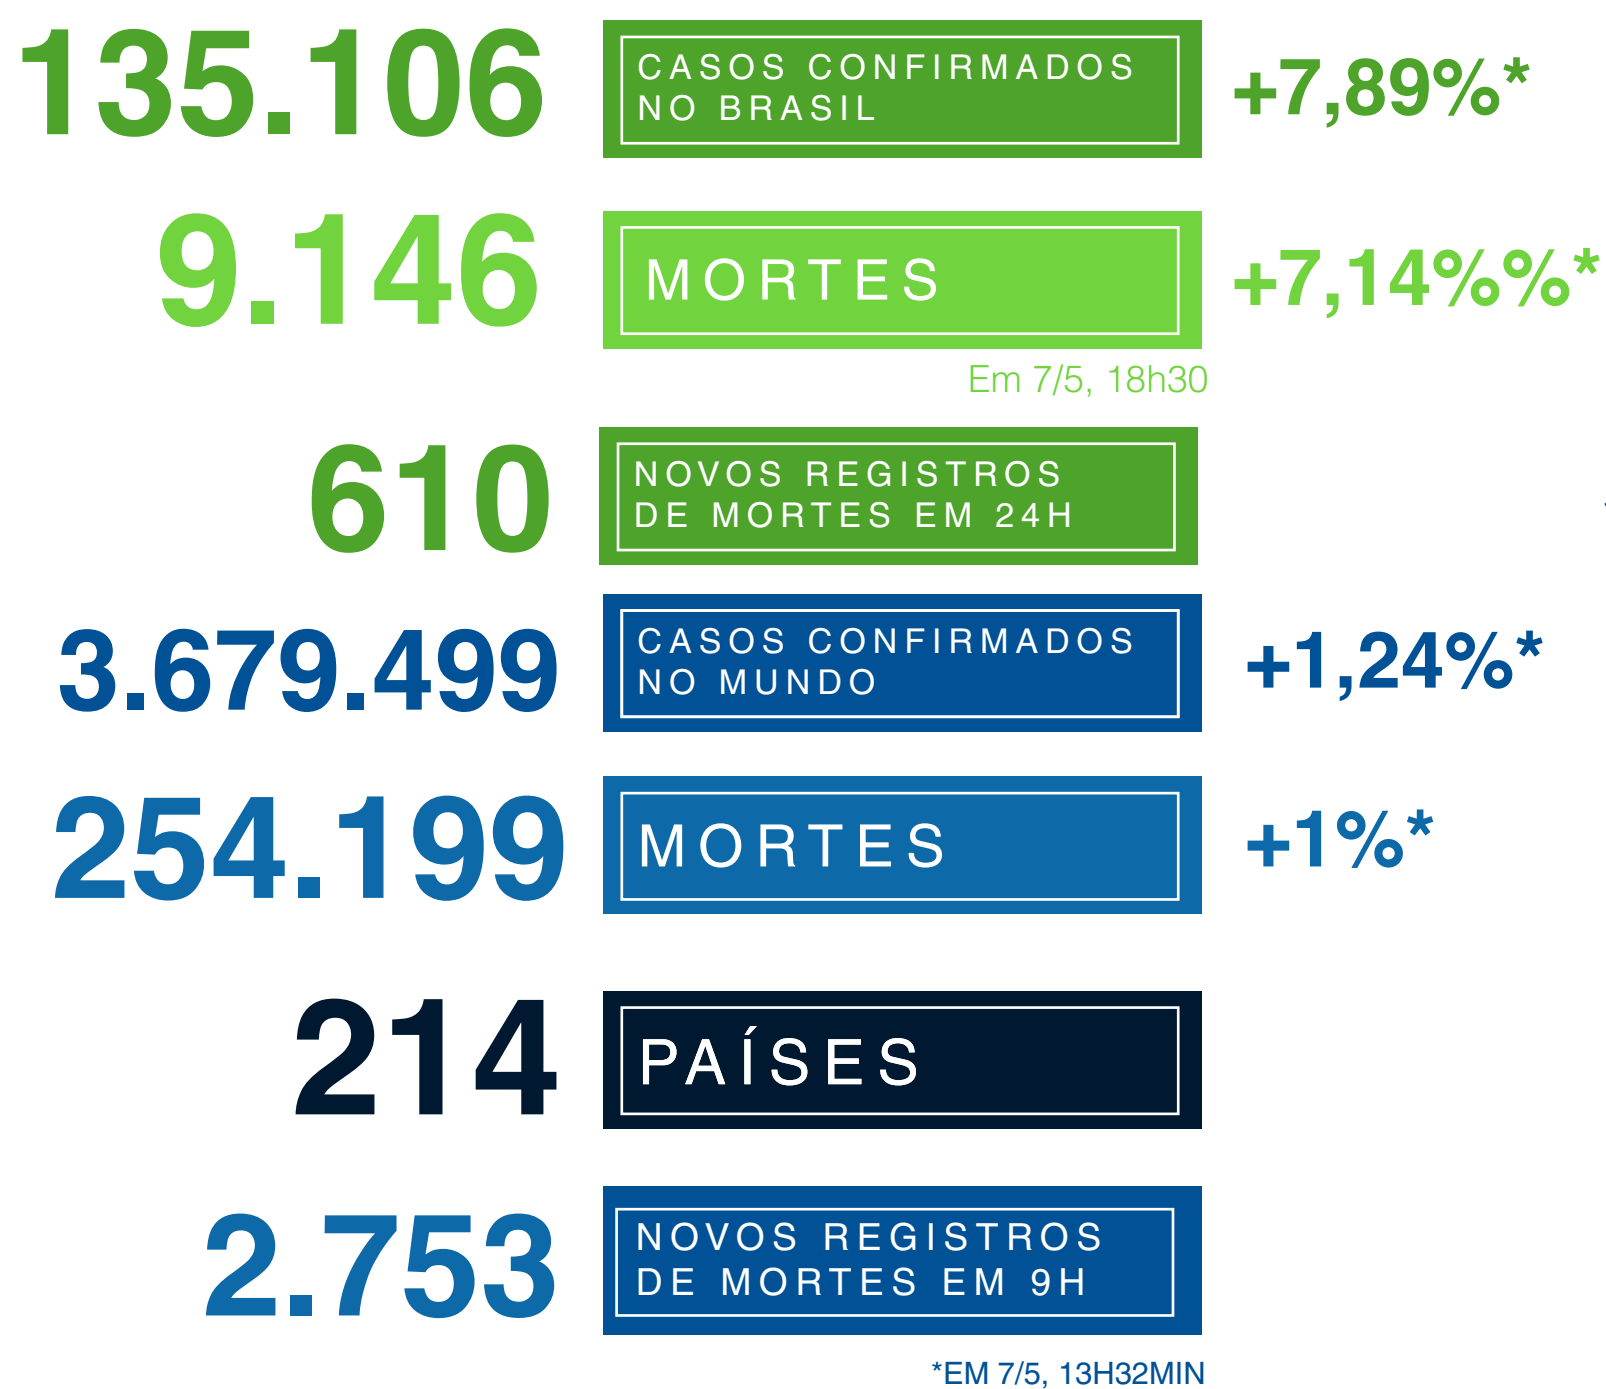 135.106
CASOS CONFIRMADOS
NO BRASIL
+7,89%*
9.146
MORTES
+7,14%%*
Em 7/5, 18h30
610
NOVOS REGISTROS
DE MORTES EM 24H
3.679.499
CASOS CONFIRMADOS
NO MUNDO
+1,24%*
254.199
MORTES
+1%*
214
PAÍSES
2.753
NOVOS REGISTROS
DE MORTES EM 9H
*EM 7/5, 13H32MIN